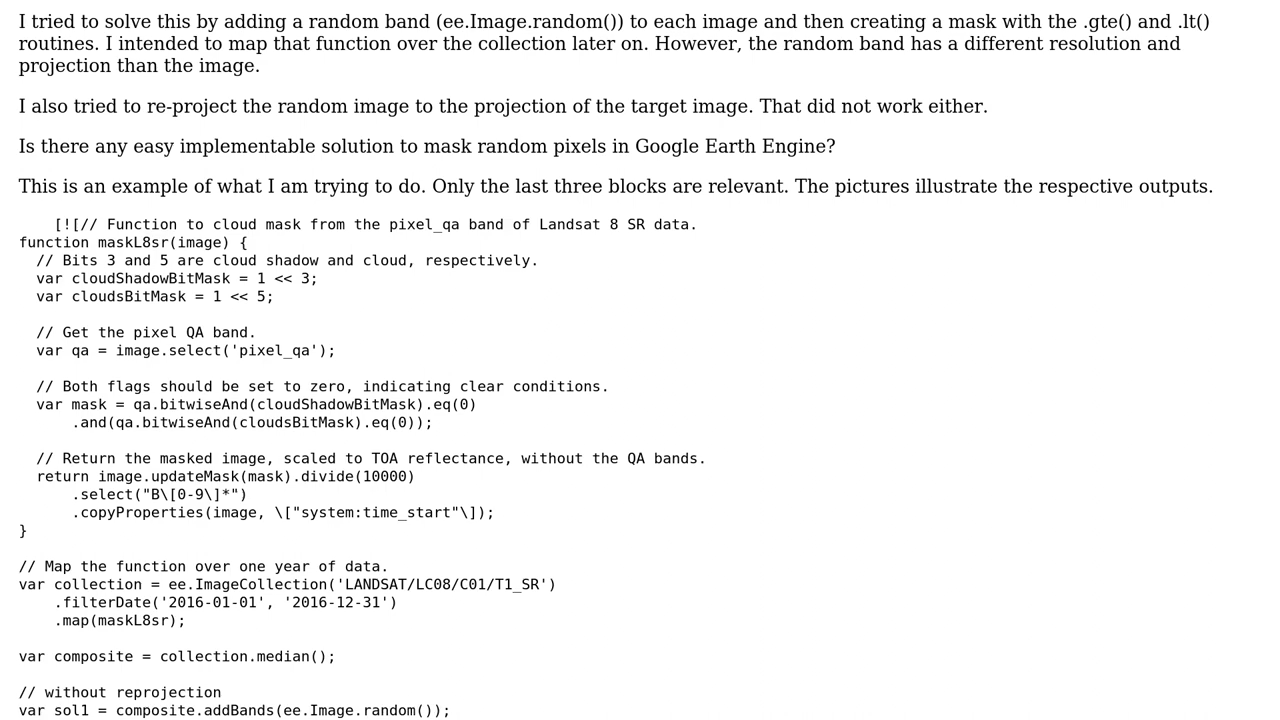 I tried to solve this by adding a random band (ee.Image.random()) to each image and then creating a mask with the .gte() and .lt()
routines. I intended to map that function over the collection later on. However, the random band has a different resolution and
projection than the image.
I also tried to re-project the random image to the projection of the target image. That did not work either.
Is there any easy implementable solution to mask random pixels in Google Earth Engine?
This is an example of what I am trying to do. Only the last three blocks are relevant. The pictures illustrate the respective outputs.
    [![// Function to cloud mask from the pixel_qa band of Landsat 8 SR data.
function maskL8sr(image) {
  // Bits 3 and 5 are cloud shadow and cloud, respectively.
  var cloudShadowBitMask = 1 << 3;
  var cloudsBitMask = 1 << 5;
  // Get the pixel QA band.
  var qa = image.select('pixel_qa');
  // Both flags should be set to zero, indicating clear conditions.
  var mask = qa.bitwiseAnd(cloudShadowBitMask).eq(0)
      .and(qa.bitwiseAnd(cloudsBitMask).eq(0));
  // Return the masked image, scaled to TOA reflectance, without the QA bands.
  return image.updateMask(mask).divide(10000)
      .select("B\[0-9\]*")
      .copyProperties(image, \["system:time_start"\]);
}
// Map the function over one year of data.
var collection = ee.ImageCollection('LANDSAT/LC08/C01/T1_SR')
    .filterDate('2016-01-01', '2016-12-31')
    .map(maskL8sr);
var composite = collection.median();
// without reprojection
var sol1 = composite.addBands(ee.Image.random());